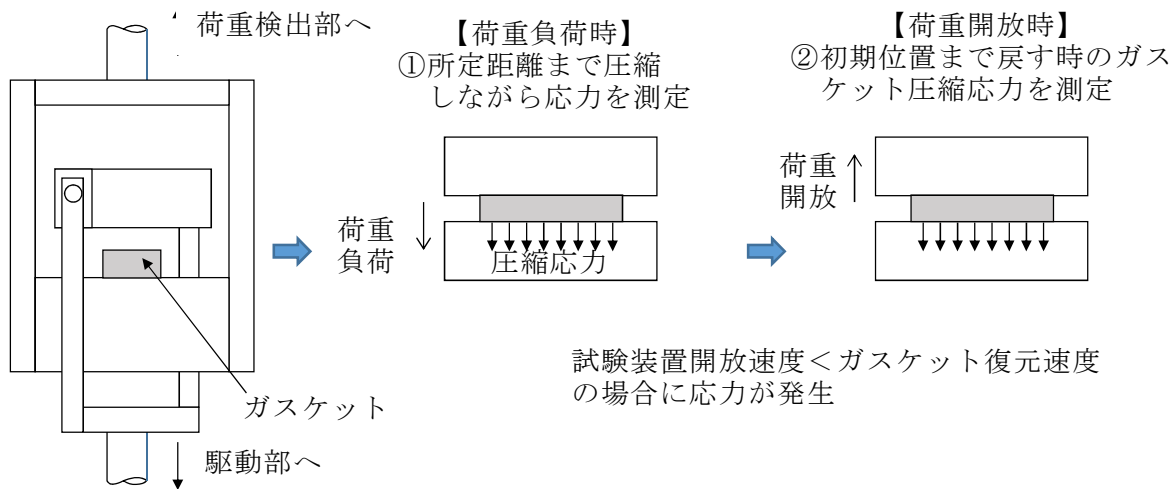 荷重検出部へ
【荷重負荷時】
①所定距離まで圧縮
しながら応力を測定
【荷重開放時】
②初期位置まで戻す時のガス
ケット圧縮応力を測定
荷重
負荷
圧縮応力
荷重
開放
試験装置開放速度＜ガスケット復元速度
の場合に応力が発生
ガスケット
駆動部へ